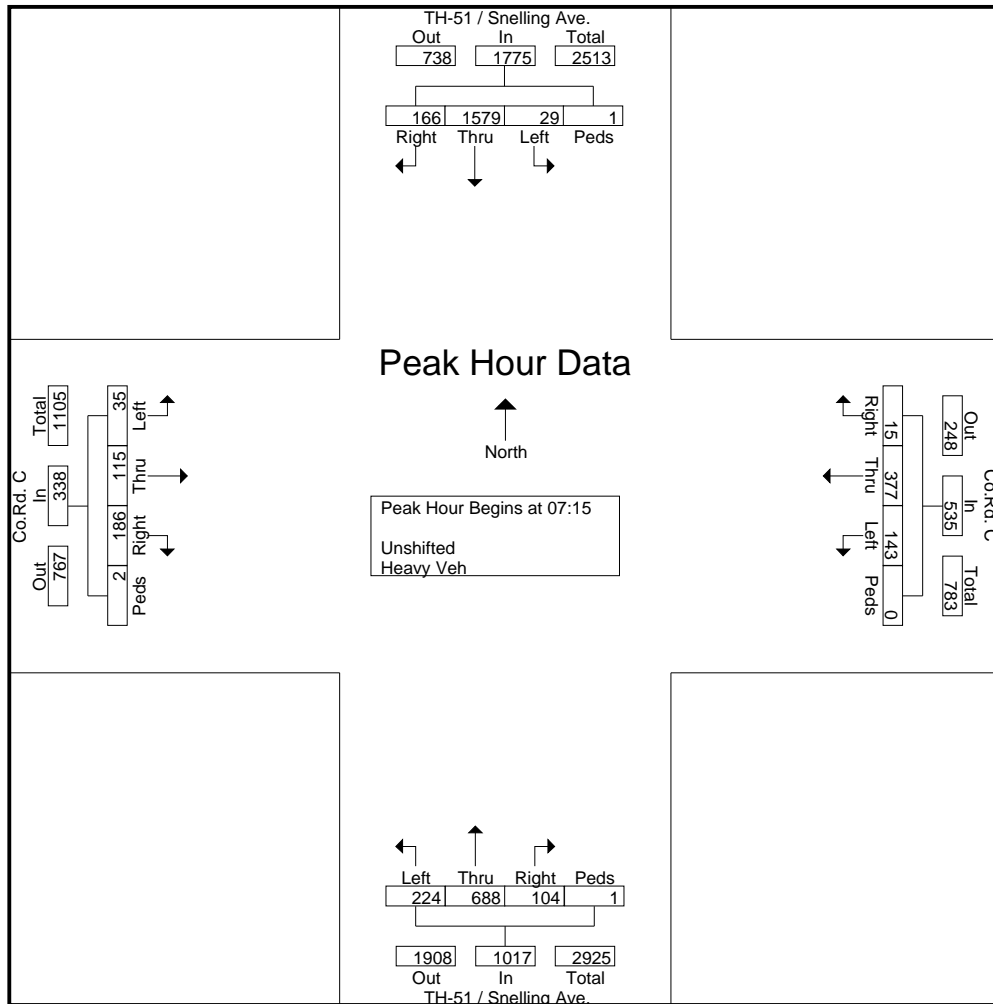 TH-51 / Snelling Ave.
Out In Total
738 1775 2513
166 1579 29 1
Right Thru Left Peds
Peak Hour Data
North
Peak Hour Begins at 07:15
Unshifted
Heavy Veh
Co.Rd. C
Out In Total
767 338 1105
35 115 186 2
Left Thru Right Peds
Co.Rd. C
Out In Total
248 535 783
15 377 143 0
Right Thru Left Peds
Left Thru Right Peds
224 688 104 1
1908 1017 2925
Out In Total
TH-51 / Snelling Ave.